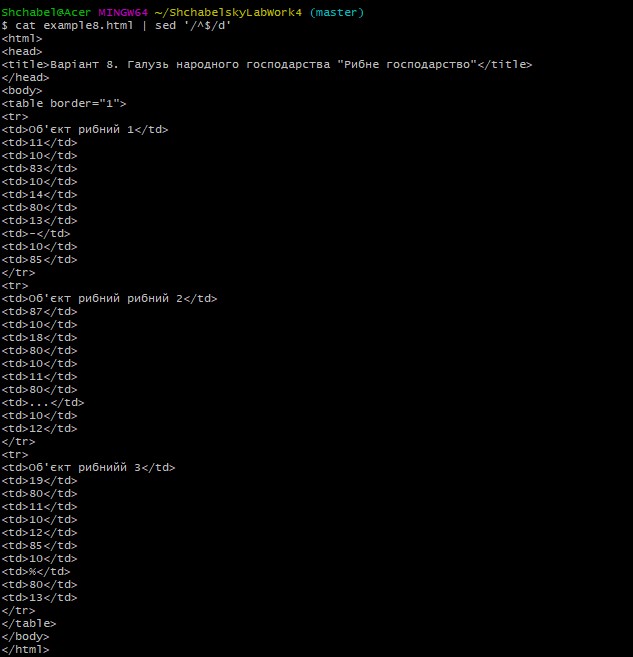 Shchabel@Acer MINGW64 ~/ShchabelskyLabWork4 (master)
$ cat example8.html | sed '/^$/d'
<html>
<head>
<title>Варіант 8. Галузь народного господарства "Рибне господарство"</title>
</head>
<body>
<table border="1">
<tr>
<td>Об'єкт рибний 1</td>
<td>11</td>
<td>10</td>
<td>83</td>
<td>10</td>
<td>14</td>
<td>80</td>
<td>13</td>
<td>-</td>
<td>10</td>
<td>85</td>
</tr>
<tr>
<td>Об'єкт рибний рибний 2</td>
<td>87</td>
<td>10</td>
<td>18</td>
<td>80</td>
<td>10</td>
<td>11</td>
<td>80</td>
<td>...</td>
<td>10</td>
<td>12</td>
</tr>
<tr>
<td>Об'єкт рибнийй 3</td>
<td>19</td>
<td>80</td>
<td>11</td>
<td>10</td>
<td>12</td>
<td>85</td>
<td>10</td>
<td>%</td>
<td>80</td>
<td>13</td>
</tr>
</table>
</body>
</html>